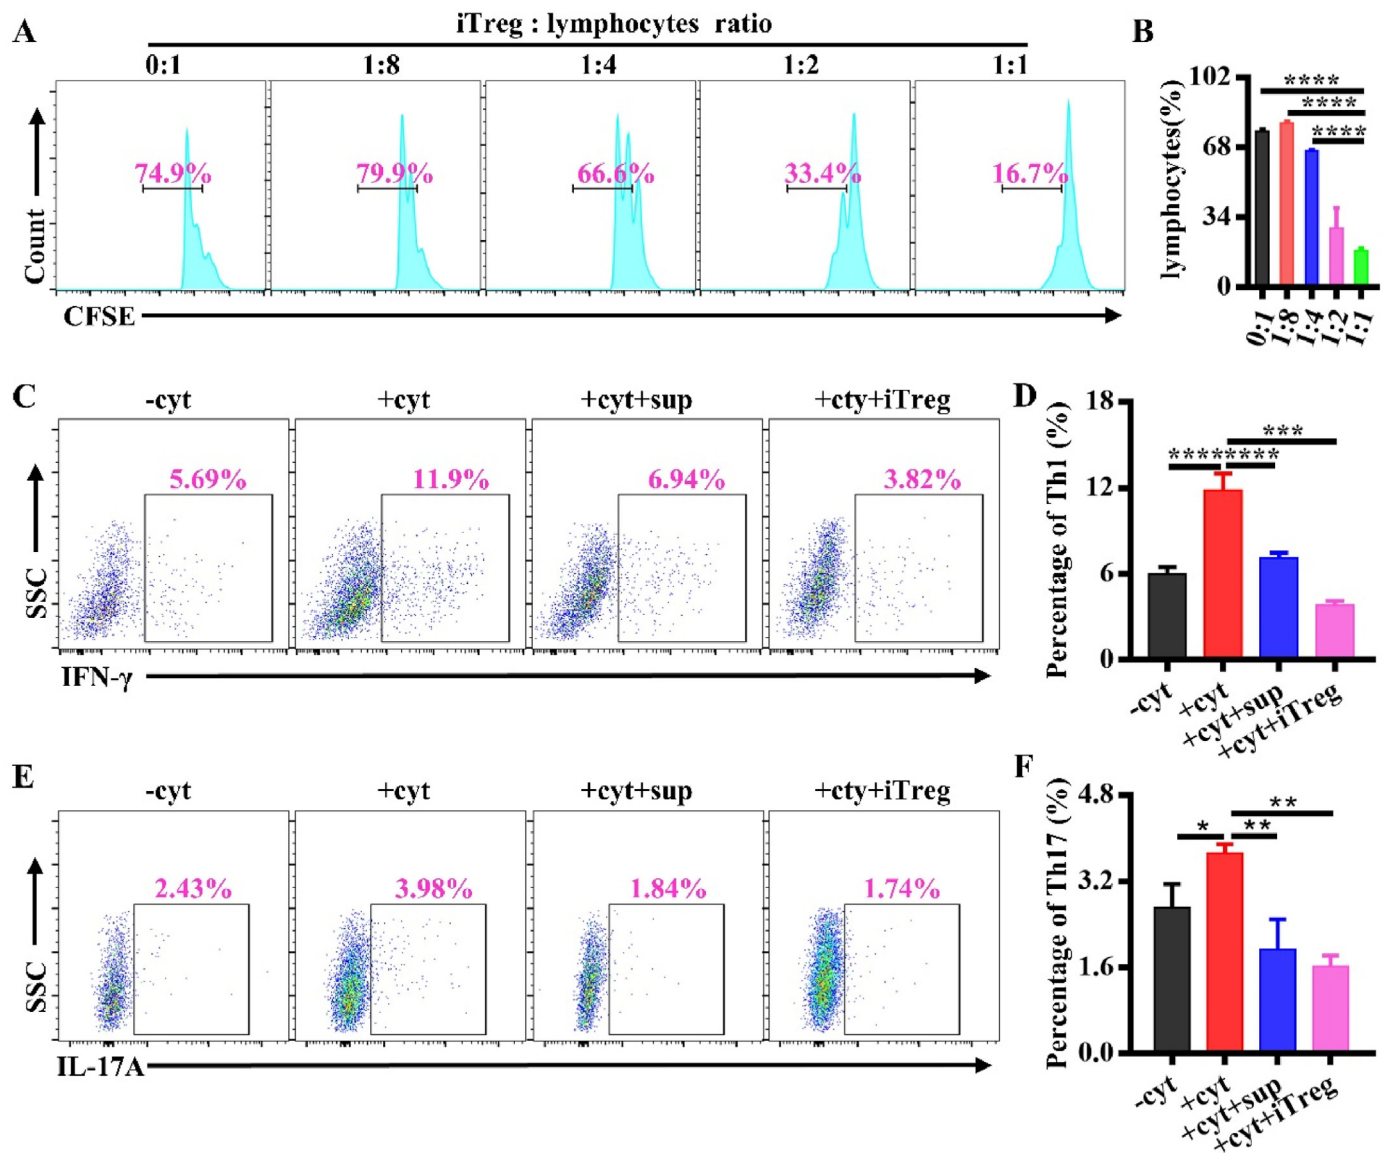 A
iTreg : lymphocytes ratio
0:1 1:8 1:4 1:2 1:1
74.9% 79.9% 66.6% 33.4% 16.7%
Count
CFSE
B
lymphocytes(%)
102
68
34
0
****
****
****
0:1 1:8 1:4 1:2 1:1
C
-cyt +cyt +cyt+sup +cty+iTreg
5.69% 11.9% 6.94% 3.82%
SSC
IFN-γ
D
Percentage of Th1 (%)
18
12
6
0
***
********
-cyt +cyt +cyt+sup +cyt+iTreg
E
-cyt +cyt +cyt+sup +cty+iTreg
2.43% 3.98% 1.84% 1.74%
SSC
IL-17A
F
Percentage of Th17 (%)
4.8
3.2
1.6
0.0
**
* **
-cyt +cyt +cyt+sup +cyt+iTreg